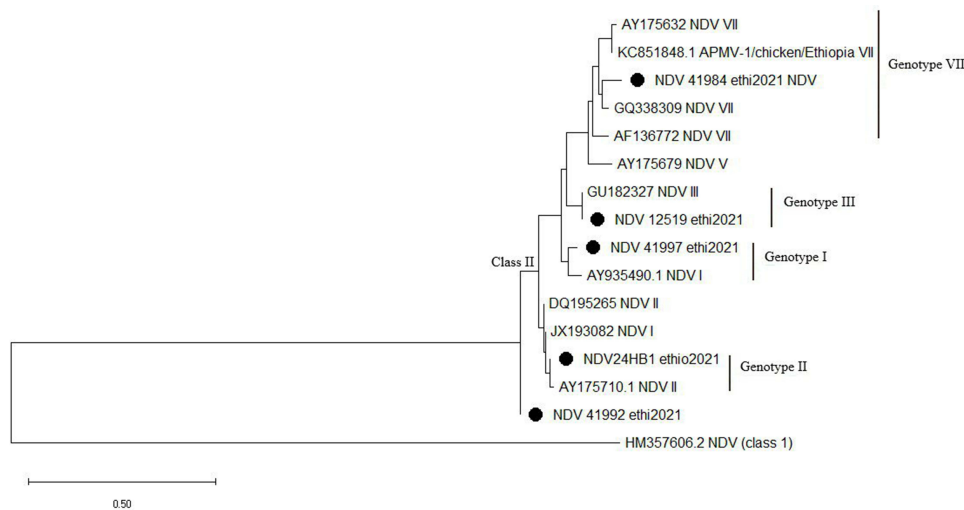 AY175632 NDV VII
KC851848.1 APMV-1/chicken/Ethiopia VII
Genotype VII
NDV 41984 ethi2021 NDV
GQ338309 NDV VII
AF136772 NDV VII
AY175679 NDV V
GU182327 NDV III
Genotype III
NDV 12519 ethi2021
NDV 41997 ethi2021
Genotype I
Class II
AY935490.1 NDV I
DQ195265 NDV II
JX193082 NDV I
NDV24HB1 ethio2021
Genotype II
AY175710.1 NDV II
NDV 41992 ethi2021
HM357606.2 NDV (class 1)
0.50